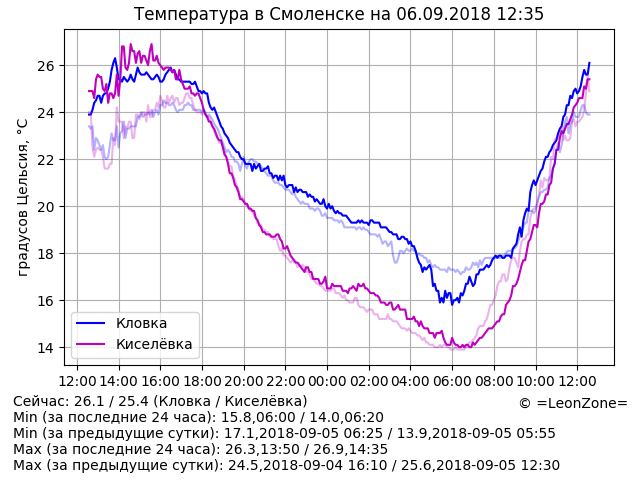 Температура в Смоленске на 06.09.2018 12:35
градусов Цельсия, °C
26
24
22
20
18
16
14
Кловка
Киселёвка
12:00 14:00 16:00 18:00 20:00 22:00 00:00 02:00 04:00 06:00 08:00 10:00 12:00
Сейчас: 26.1 / 25.4 (Кловка / Киселёвка)
© =LeonZone=
Min (за последние 24 часа): 15.8,06:00 / 14.0,06:20
Min (за предыдущие сутки): 17.1,2018-09-05 06:25 / 13.9,2018-09-05 05:55
Max (за последние 24 часа): 26.3,13:50 / 26.9,14:35
Max (за предыдущие сутки): 24.5,2018-09-04 16:10 / 25.6,2018-09-05 12:30